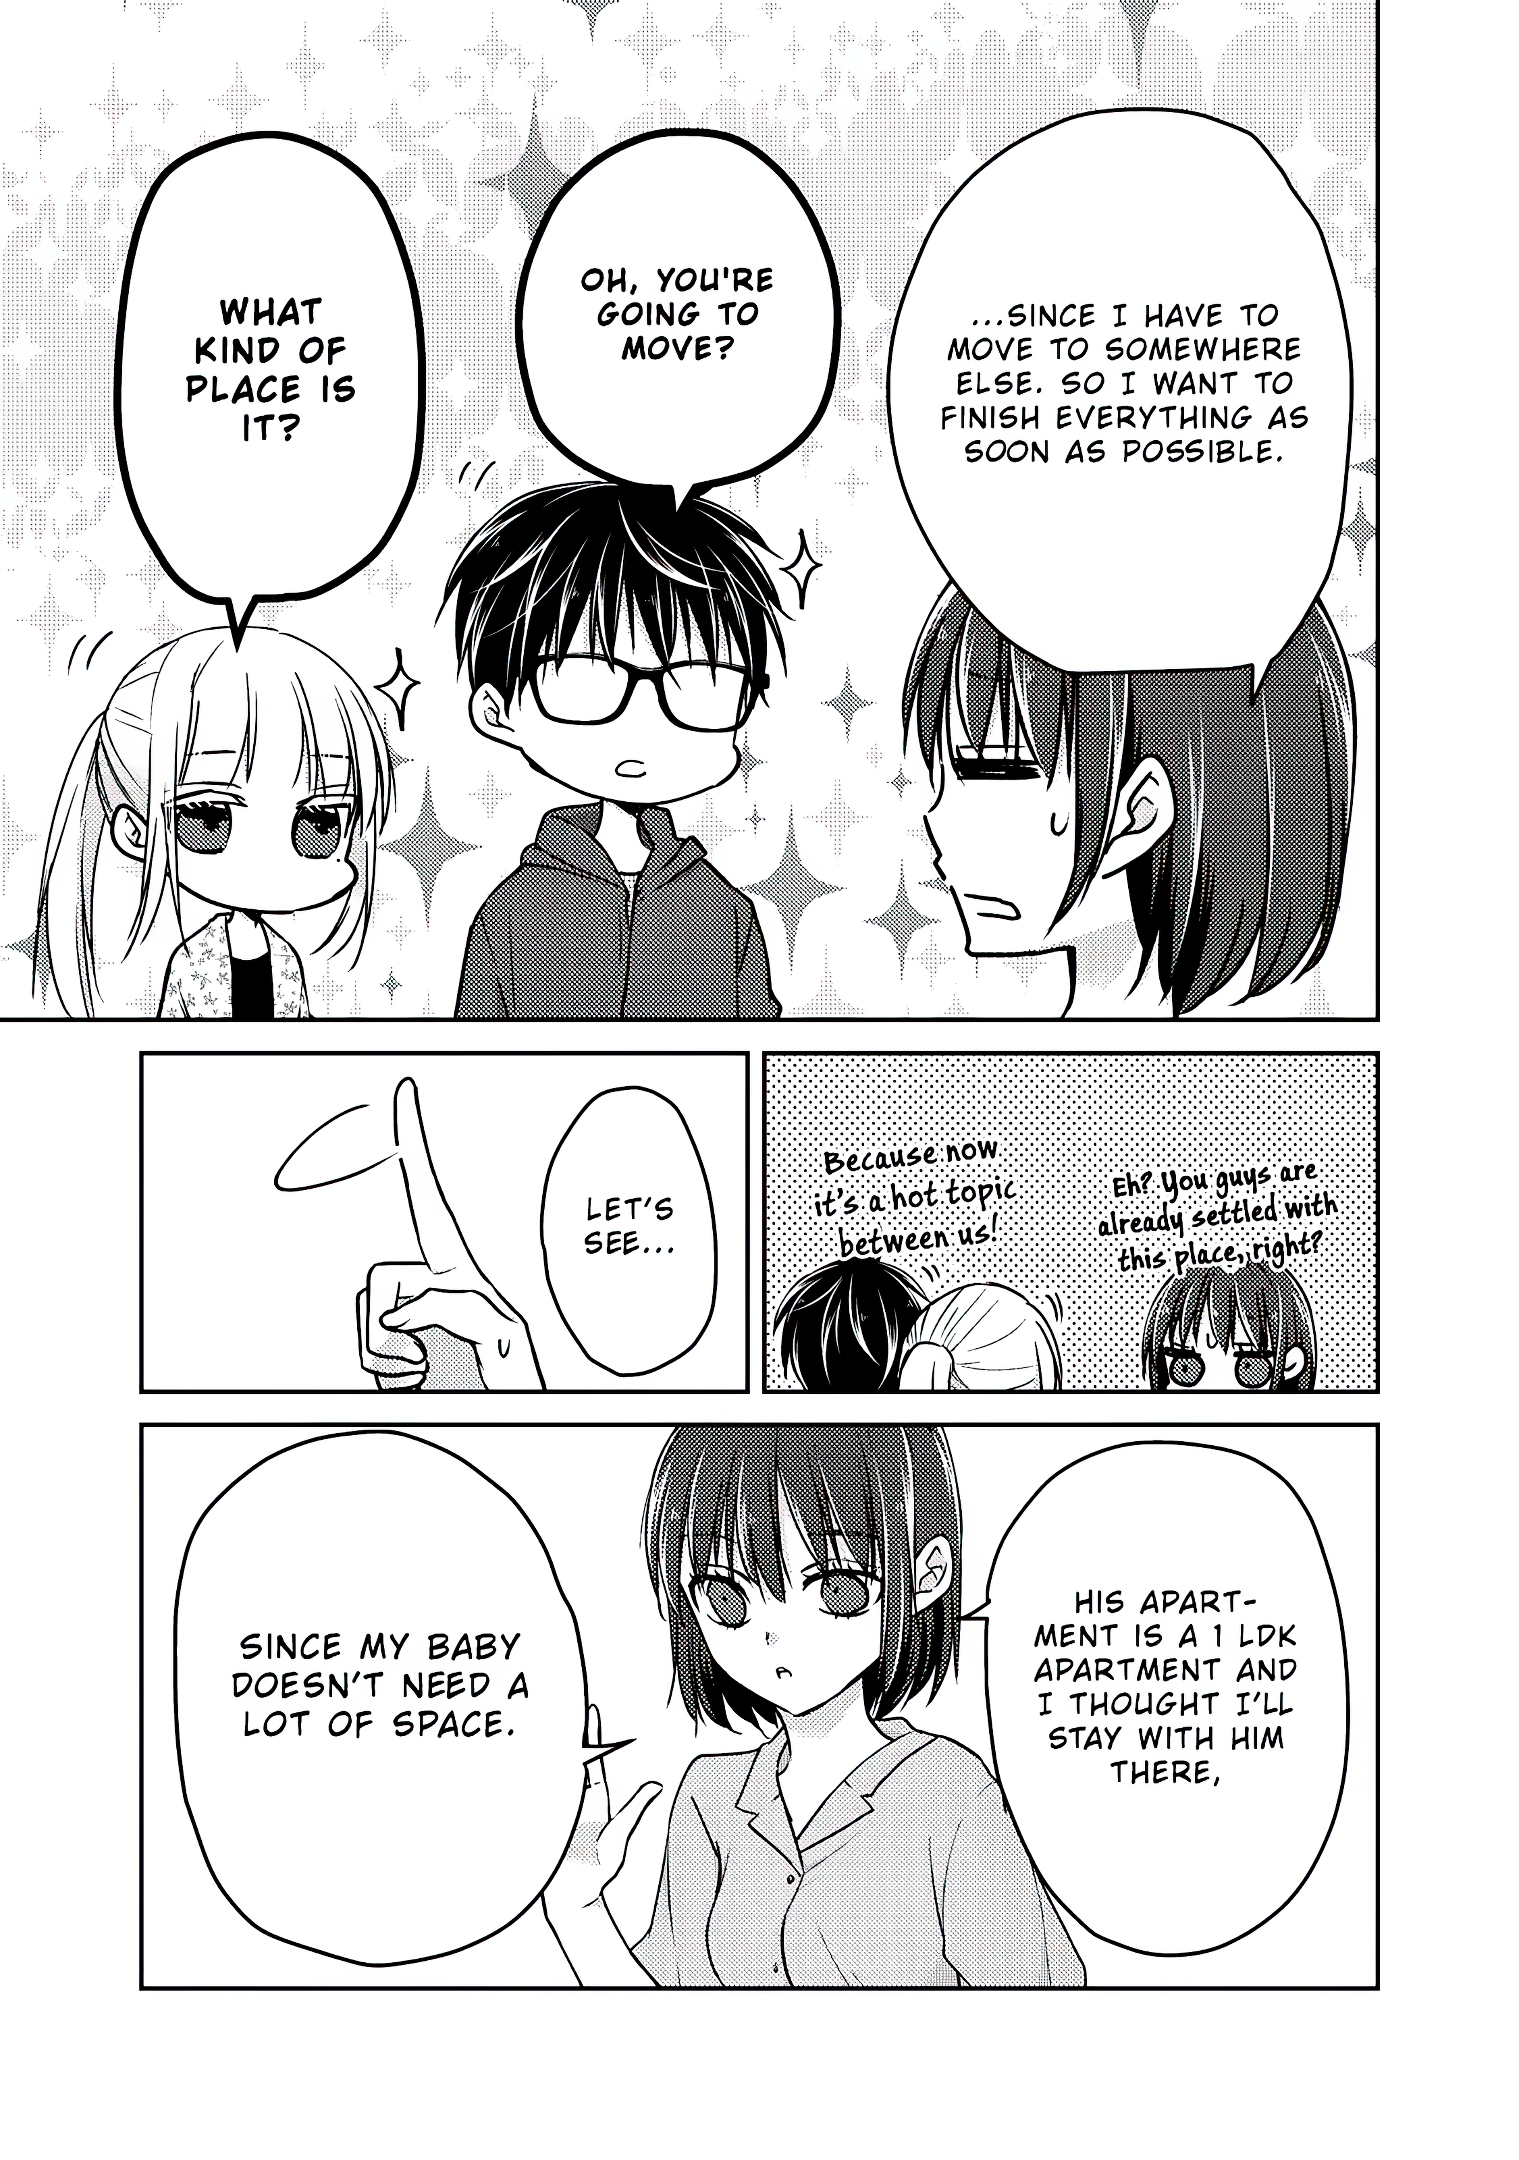 ...SINCE I HAVE TO
MOVE TO SOMEWHERE
ELSE. SO I WANT TO
FINISH EVERYTHING AS
SOON AS POSSIBLE.
OH, YOU'RE
GOING TO
MOVE?
WHAT
KIND OF
PLACE IS
IT?
Eh? You guys are
already settled with
this place, right?
Because now
it's a hot topic
between us!
LET'S
SEE...
HIS APART-
MENT IS A 1 LDK
APARTMENT AND
I THOUGHT I'LL
STAY WITH HIM
THERE,
SINCE MY BABY
DOESN'T NEED A
LOT OF SPACE.